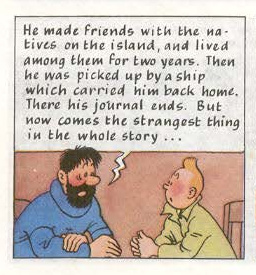 He made friends with the na-
tives on the island, and lived
among them for two years. Then
he was picked up by a ship
which carried him back home.
There his journal ends. But
now comes the strangest thing
in the whole story ...